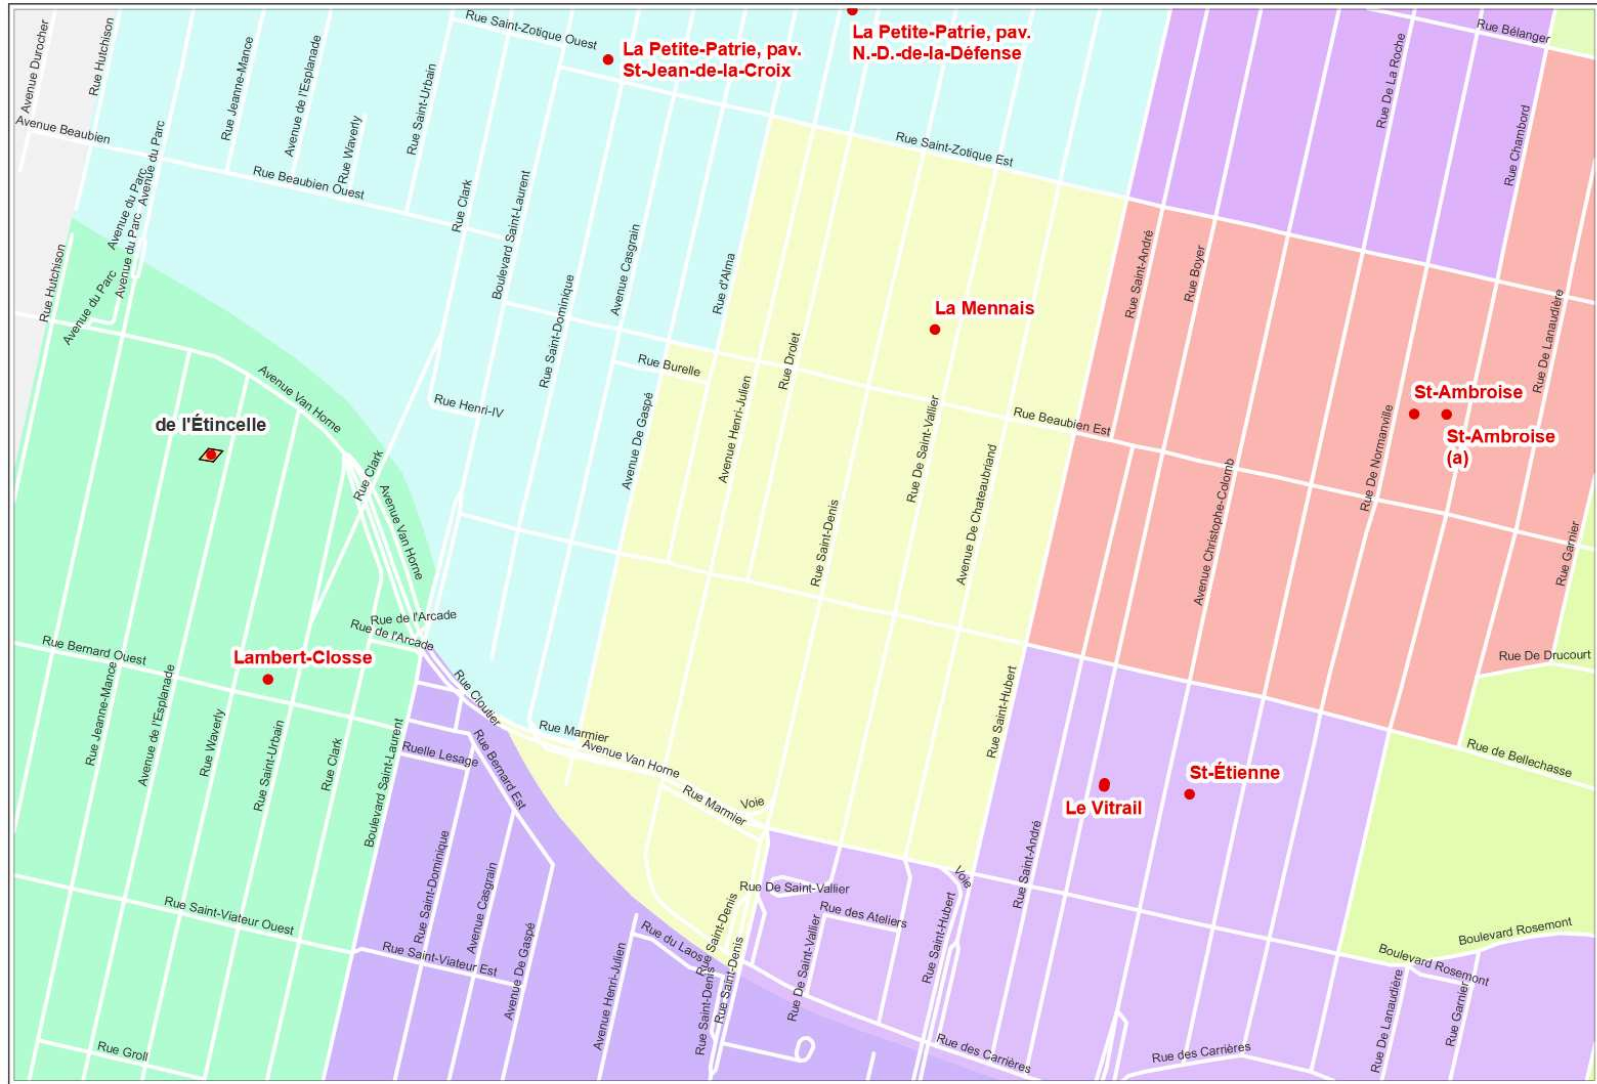 Rue Saint-Zotique Ouest
La Petite-Patrie, pav.
St-Jean-de-la-Croix
La Petite-Patrie, pav.
N.-D.-de-la-Défense
Rue Bélanger
Avenue Durocher
Rue Hutchison
Rue Jeanne-Mance
Avenue de l'Esplanade
Rue Saint-Urbain
Rue De La Roche
Rue Chambord
Avenue Beaubien
Rue Waverly
Avenue du Parc
Avenue du Parc
Rue Beaubien Ouest
Rue Saint-Zotique Est
Rue Clark
Boulevard Saint-Laurent
Avenue du Parc
Rue Hutchison
Avenue du Parc
Avenue Casgrain
Rue d'Alma
Rue Saint-André
Rue Boyer
La Mennais
Rue Saint-Dominique
Rue Drolet
Rue De Lanaudière
Avenue Van Horne
Rue Burelle
Rue Henri-IV
Avenue De Gaspé
Avenue Henri-Julien
Rue De Saint-Vallier
Rue Beaubien Est
St-Ambroise
St-Ambroise
(a)
de l'Étincelle
Rue Clark
Avenue Van Horne
Rue Saint-Denis
Avenue De Chateaubriand
Avenue Christophe-Colomb
Rue De Normanville
Rue Garnier
Rue de l'Arcade
Rue de l'Arcade
Rue Bernard Ouest
Lambert-Closse
Rue De Drucourt
Rue Jeanne-Mance
Avenue de l'Esplanade
Rue Waverly
Rue Saint-Urbain
Rue Clark
Boulevard Saint-Laurent
Rue Cloutier
Rue Marmier
Avenue Van Horne
Rue Saint-Hubert
Rue de Bellechasse
Ruelle Lesage
Rue Bernard Est
Rue Marmier
Voie
Le Vitrail
St-Étienne
Rue Saint-Dominique
Avenue Casgrain
Rue Saint-André
Voie
Rue De Saint-Vallier
Rue des Ateliers
Rue Saint-Viateur Ouest
Rue Saint-Viateur Est
Avenue De Gaspé
Avenue Henri-Julien
Rue du Laos
Rue Saint-Denis
Rue Saint-Denis
Rue Saint-Denis
Rue De Saint-Vallier
Rue Saint-Hubert
Boulevard Rosemont
Boulevard Rosemont
Rue De Lanaudière
Rue Garnier
Rue Groll
Rue des Carrières
Rue des Carrières